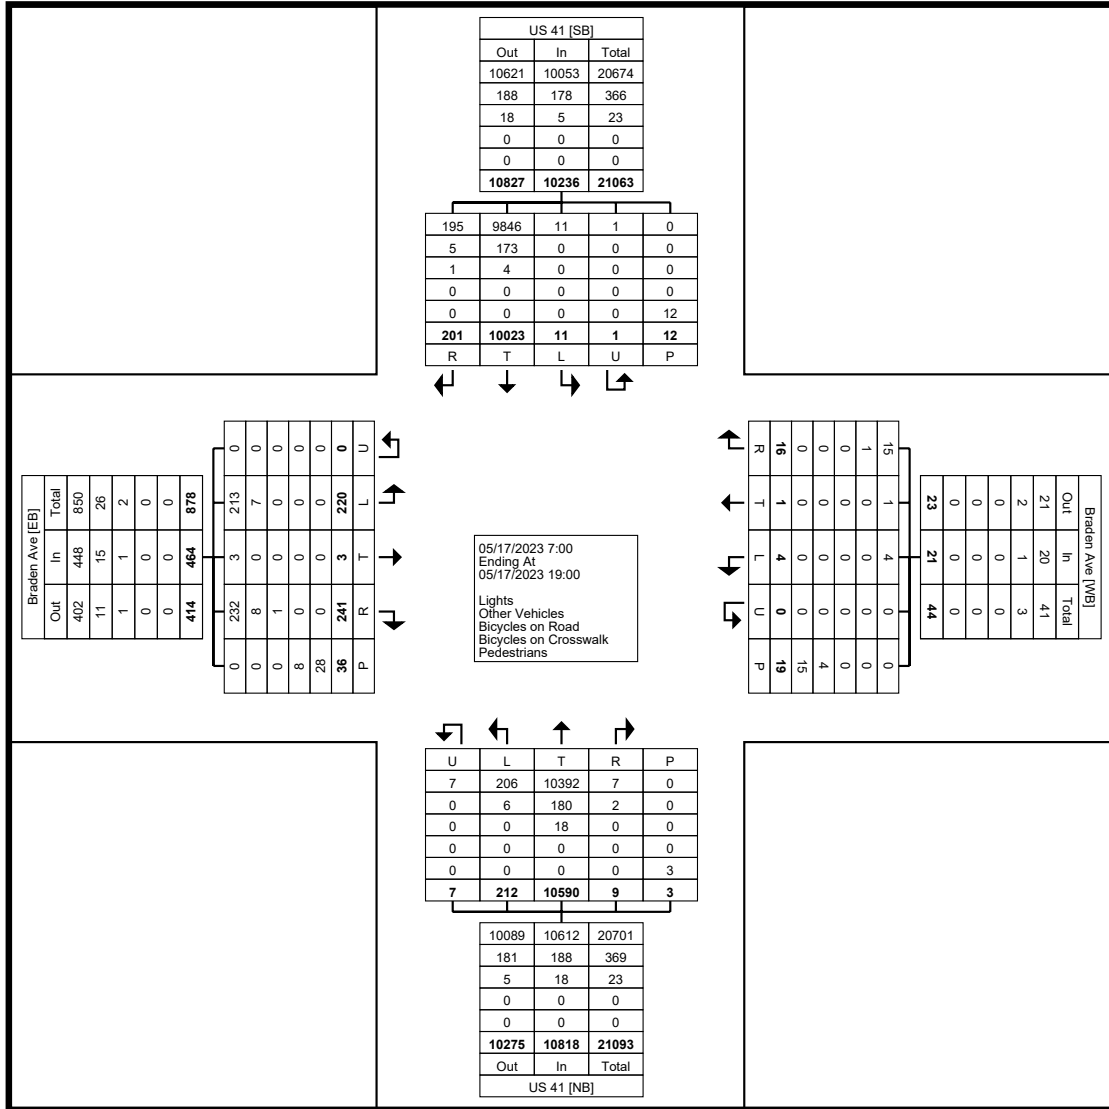 US 41 [SB]
Out In Total
10621 10053 20674
188 178 366
18 5 23
0 0 0
0 0 0
10827 10236 21063
195 9846 11 1 0
5 173 0 0 0
1 4 0 0 0
0 0 0 0 0
0 0 0 0 12
201 10023 11 1 12
R T L U P
Braden Ave [EB]
Total In Out
850 448 402
26 15 11
2 1 1
0 0 0
0 0 0
878 464 414
0 213 3 232 0
0 7 0 8 0
0 0 0 1 0
0 0 0 0 8
0 0 0 0 28
0 220 3 241 36
U L T R P
05/17/2023 7:00
Ending At
05/17/2023 19:00
Lights
Other Vehicles
Bicycles on Road
Bicycles on Crosswalk
Pedestrians
R T L U P
16 1 4 0 19
0 0 0 0 15
0 0 0 0 4
0 0 0 0 0
1 0 0 0 0
15 1 4 0 0
Braden Ave [WB]
Out In Total
21 20 41
2 1 3
0 0 0
0 0 0
0 0 0
23 21 44
U L T R P
7 206 10392 7 0
0 6 180 2 0
0 0 18 0 0
0 0 0 0 0
0 0 0 0 3
7 212 10590 9 3
10089 10612 20701
181 188 369
5 18 23
0 0 0
0 0 0
10275 10818 21093
Out In Total
US 41 [NB]